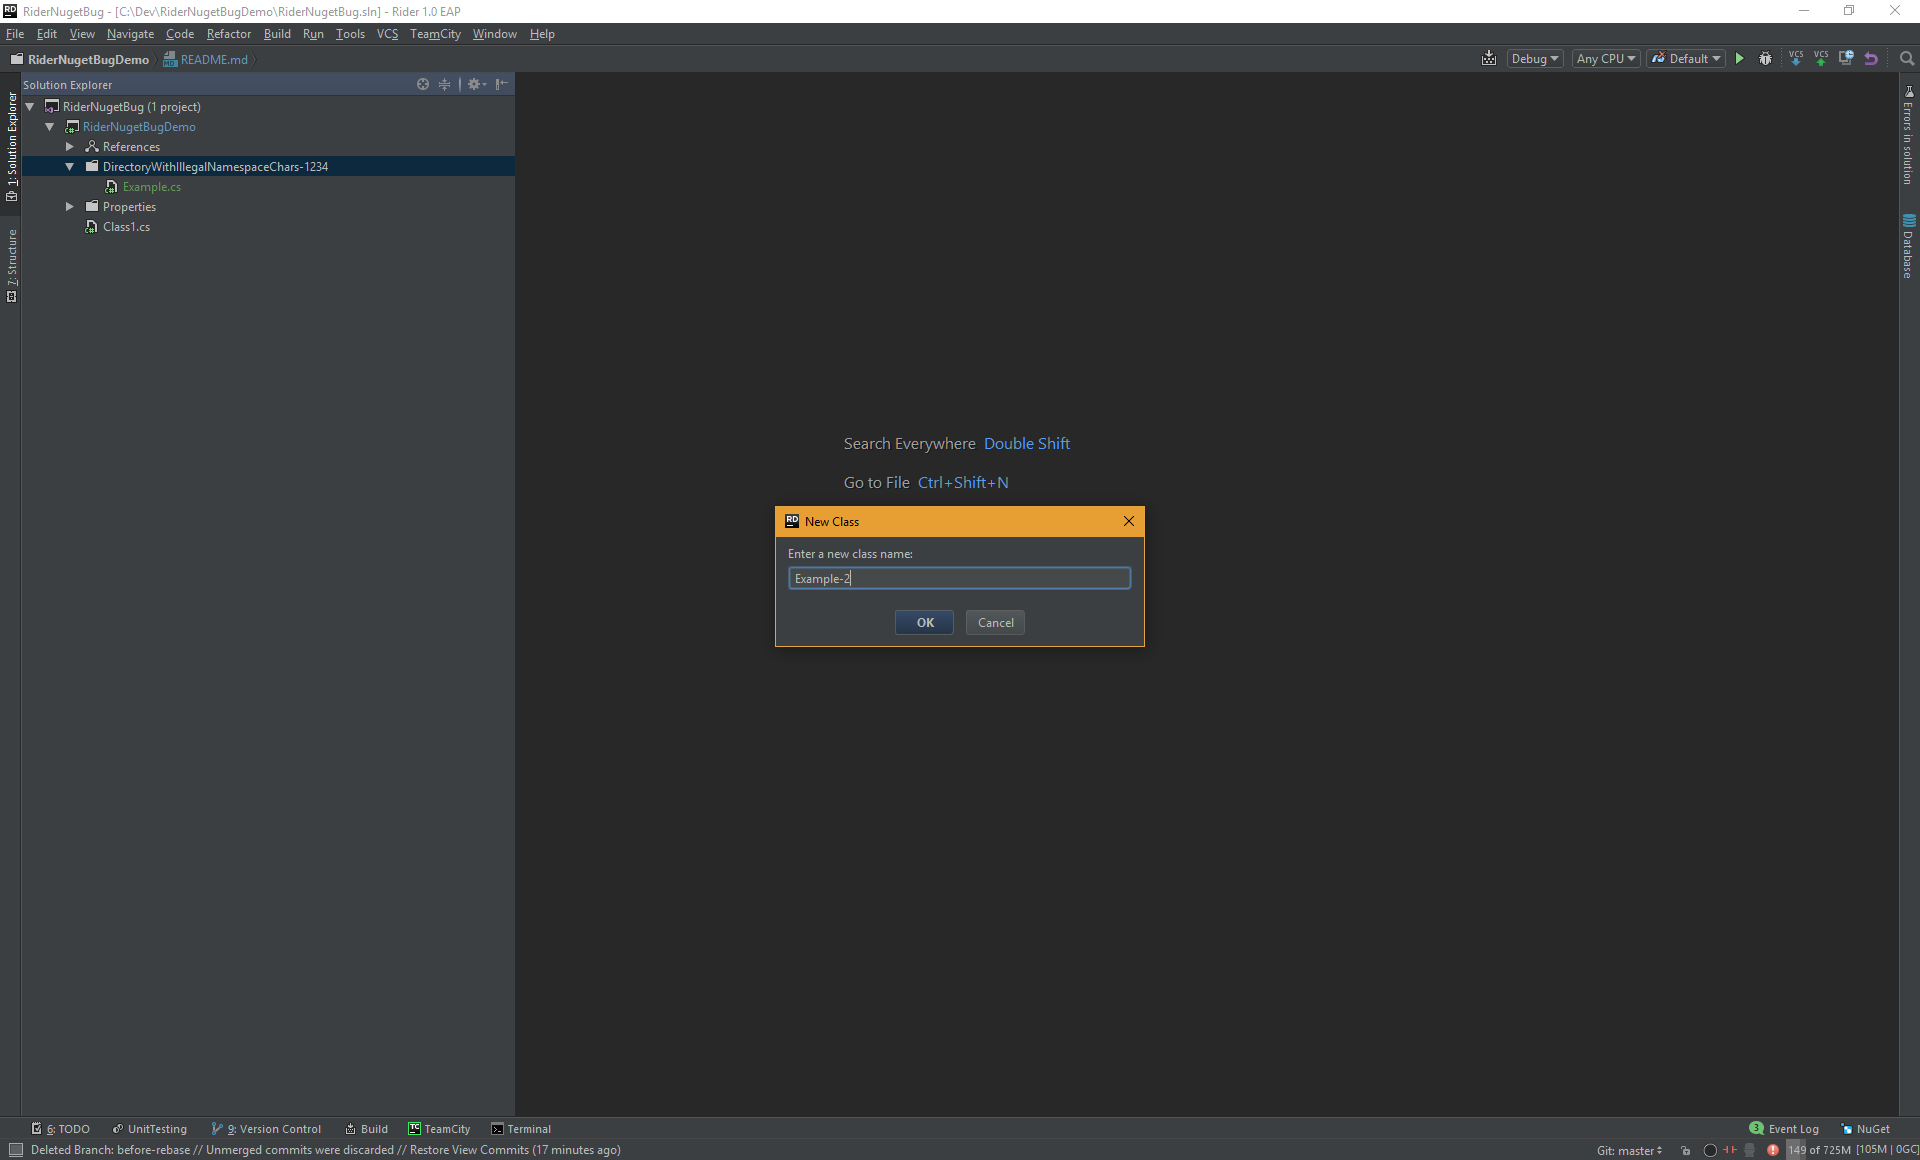 RiderNugetBug - [C:\Dev\RiderNugetBugDemo\RiderNugetBug.sln] - Rider 1.0 EAP
File Edit View Navigate Code Refactor Build Run Tools VCS TeamCity Window Help
RiderNugetBugDemo README.md Debug Any CPU Default VCS VCS
Solution Explorer
RiderNugetBug (1 project)
RiderNugetBugDemo
References
DirectoryWithIllegalNamespaceChars-1234
Example.cs
Properties
Class1.cs
1: Solution Explorer
7: Structure
Errors in solution
Database
Search Everywhere Double Shift
Go to File Ctrl+Shift+N
New Class
Enter a new class name:
Example-2
OK Cancel
6: TODO UnitTesting 9: Version Control Build TeamCity Terminal 3 Event Log NuGet
Deleted Branch: before-rebase // Unmerged commits were discarded // Restore View Commits (17 minutes ago) Git: master 149 of 725M [105M | 0GC]